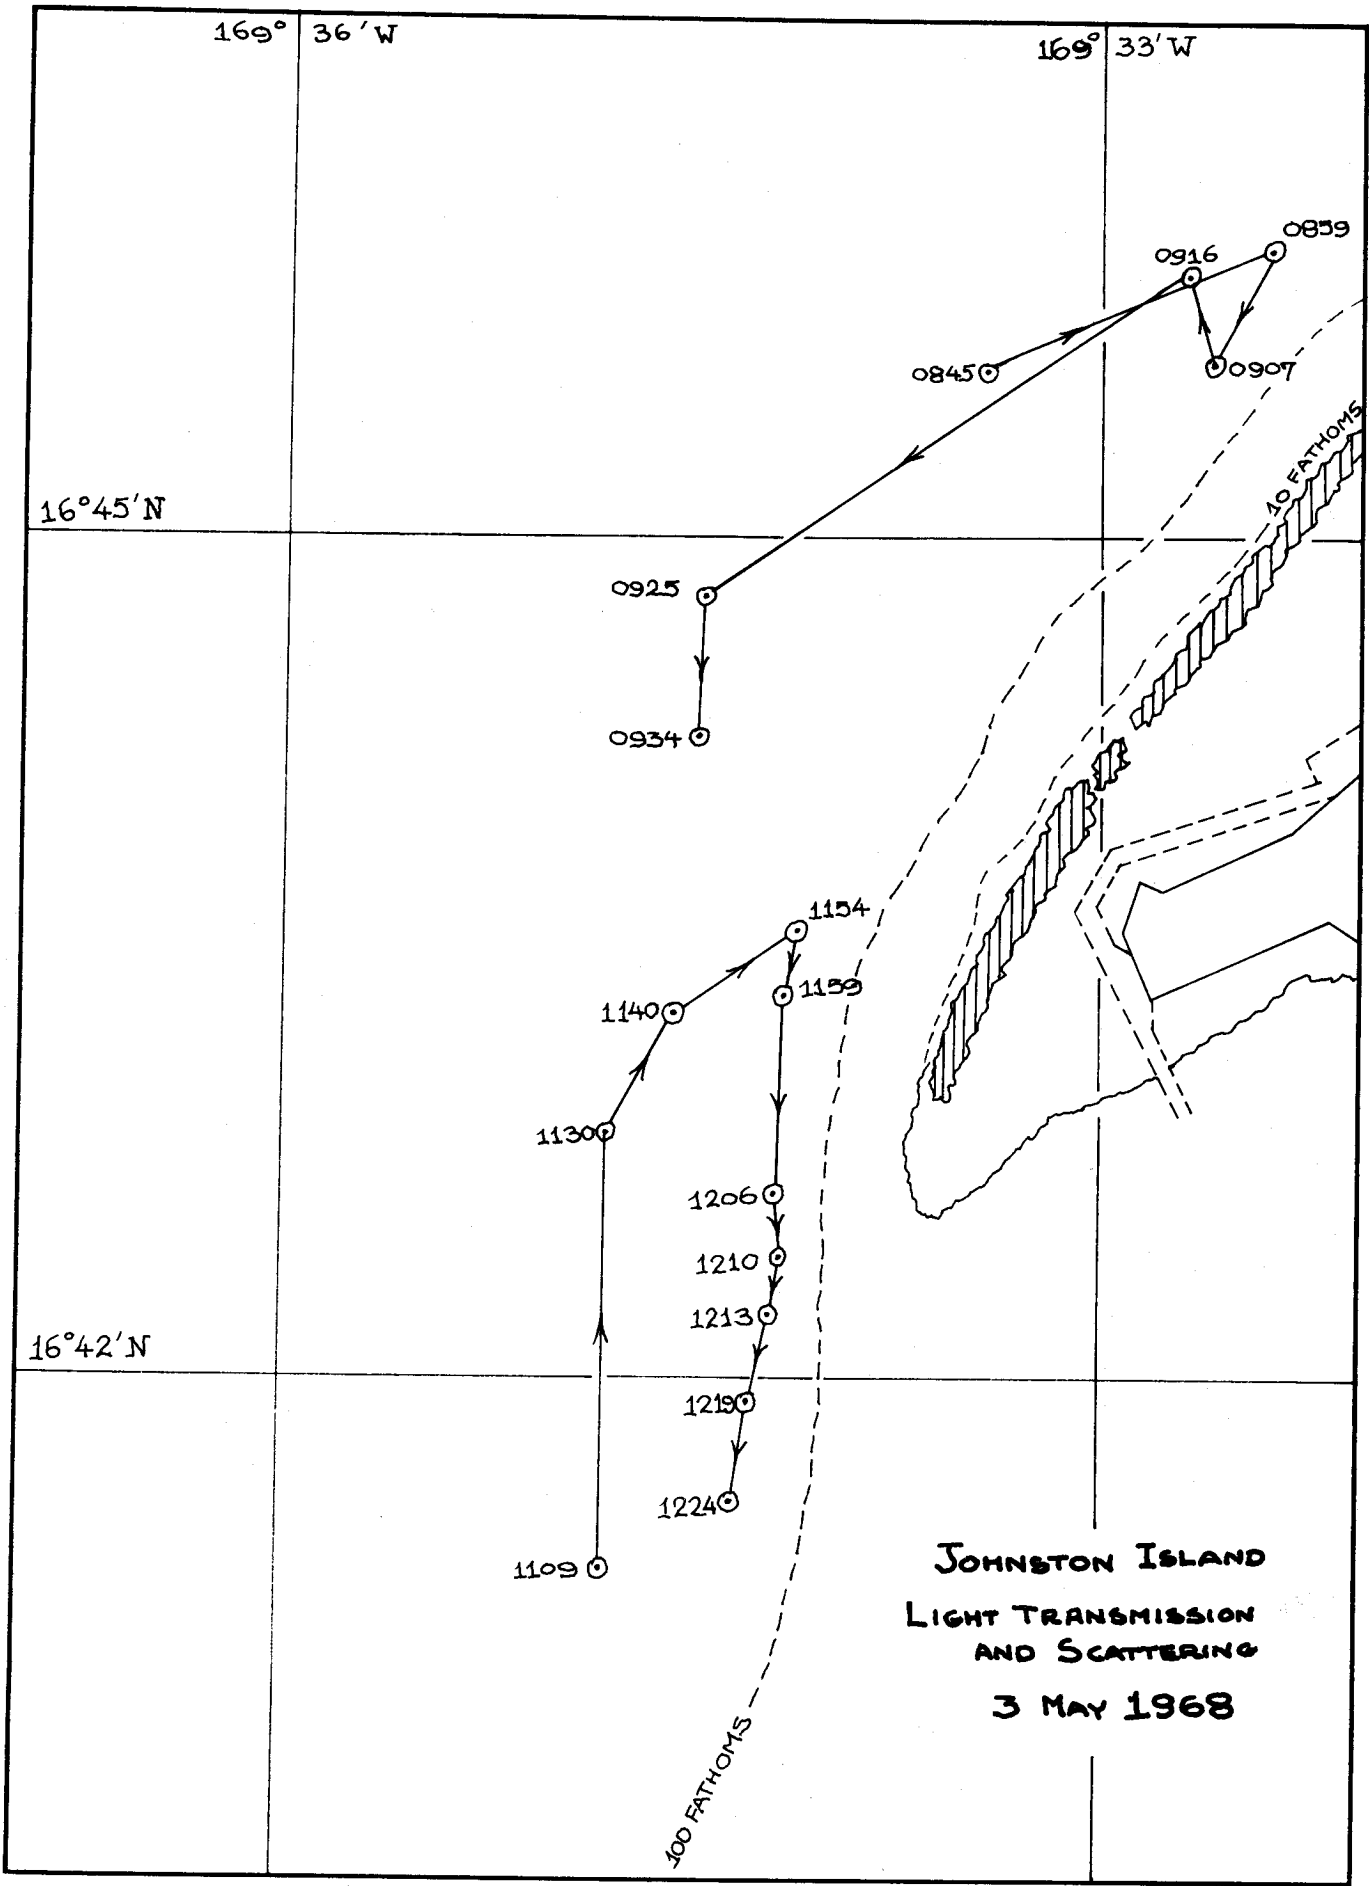 169° 36'W
169° 33'W
0859
0916
0845
0907
10 FATHOMS
16°45'N
0925
0934
1154
1159
1140
1130
1206
1210
1213
16°42'N
1219
1224
1109
JOHNSTON ISLAND
LIGHT TRANSMISSION
AND SCATTERING
3 MAY 1968
100 FATHOMS